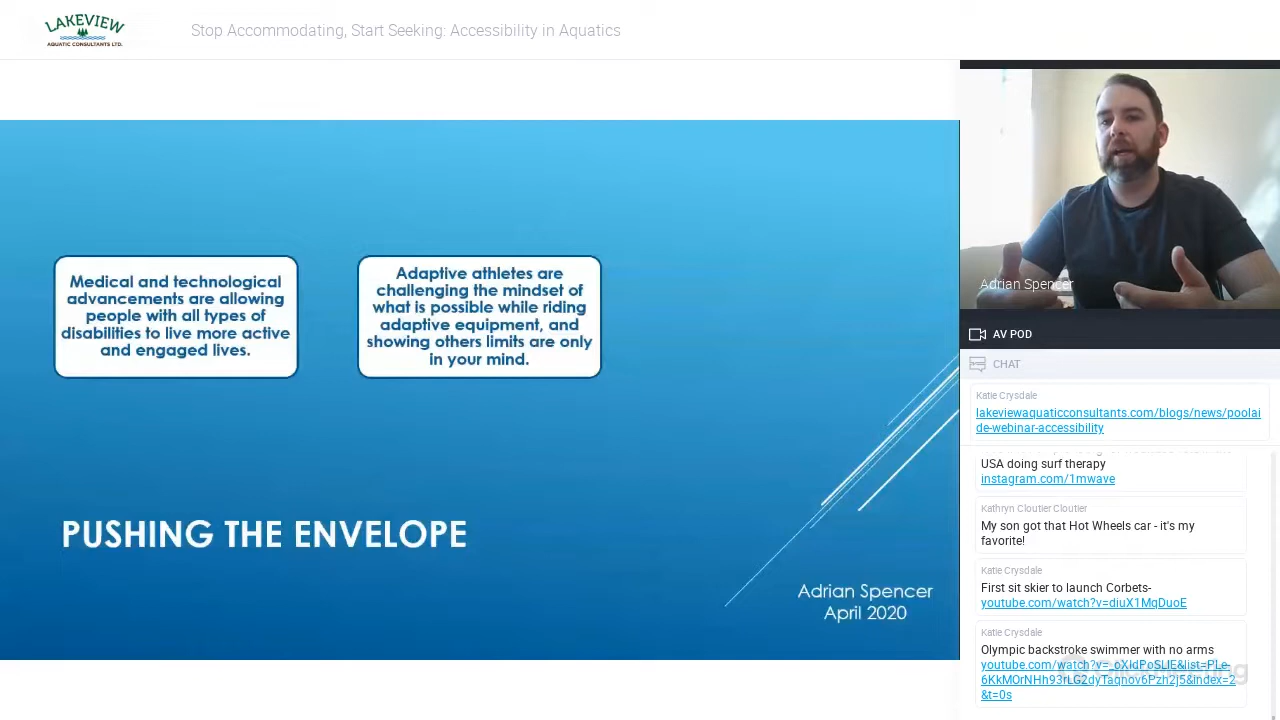 LAKEVIEW
AQUATIC CONSULTANTS LTD.
Stop Accommodating, Start Seeking: Accessibility in Aquatics
Medical and technological
advancements are allowing
people with all types of
disabilities to live more active
and engaged lives.
Adaptive athletes are
challenging the mindset of
what is possible while riding
adaptive equipment, and
showing others limits are only
in your mind.
PUSHING THE ENVELOPE
Adrian Spencer
April 2020
Adrian Spencer
AV POD
CHAT
Katie Crysdale
lakeviewaquaticconsultants.com/blogs/news/poolai
de-webinar-accessibility
USA doing surf therapy
instagram.com/1mwave
Kathryn Cloutier Cloutier
My son got that Hot Wheels car - it's my
favorite!
Katie Crysdale
First sit skier to launch Corbets-
youtube.com/watch?v=diuX1MqDuoE
Katie Crysdale
Olympic backstroke swimmer with no arms
&t=0s